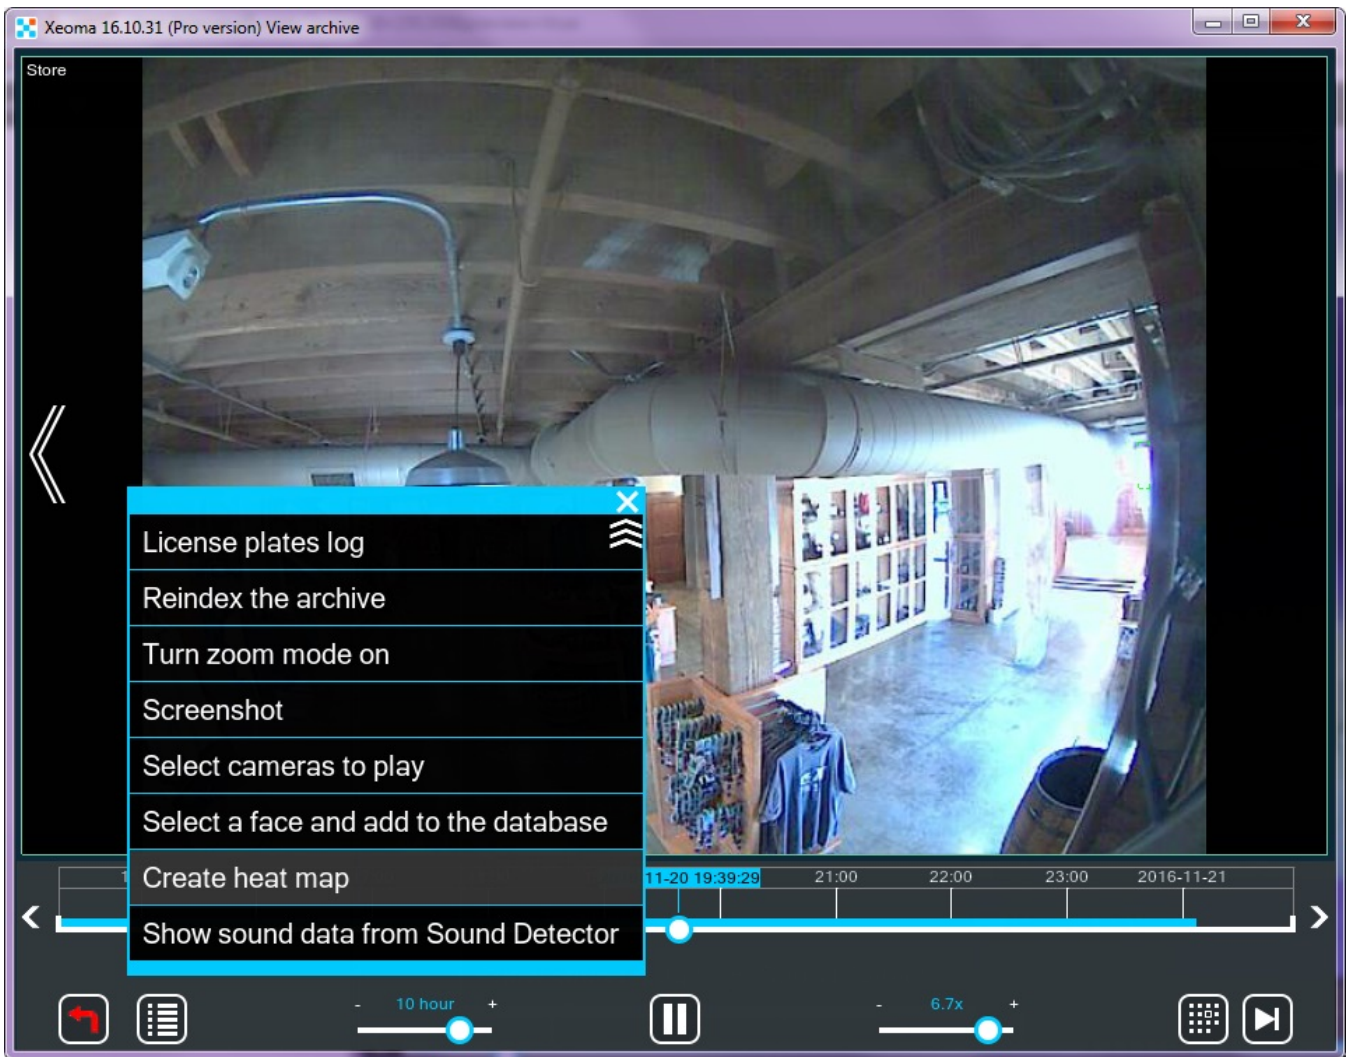 Xeoma 16.10.31 (Pro version) View archive
Store
License plates log
Reindex the archive
Turn zoom mode on
Screenshot
Select cameras to play
Select a face and add to the database
Create heat map
Show sound data from Sound Detector
11-20 19:39:29 21:00 22:00 23:00 2016-11-21
- 10 hour + - 6.7x +